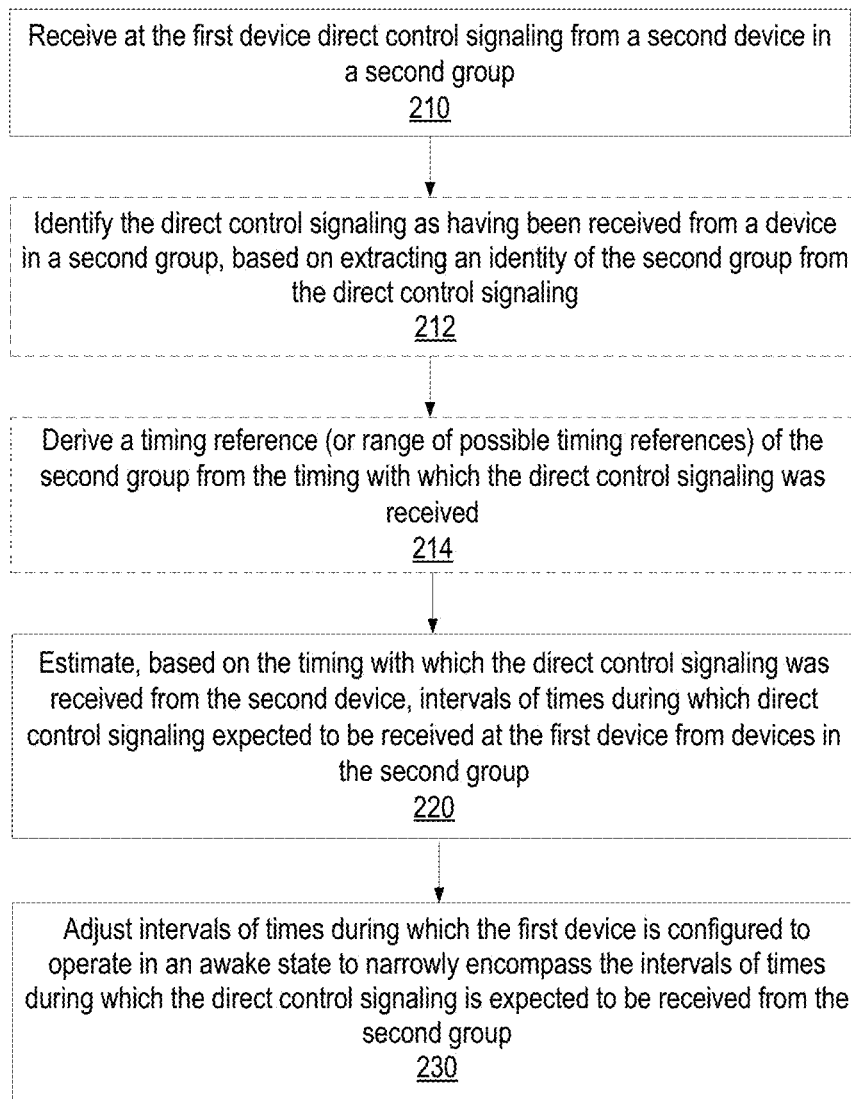 Receive at the first device direct control signaling from a second device in
a second group
210
Identify the direct control signaling as having been received from a device
in a second group, based on extracting an identity of the second group from
the direct control signaling
212
Derive a timing reference (or range of possible timing references) of the
second group from the timing with which the direct control signaling was
received
214
Estimate, based on the timing with which the direct control signaling was
received from the second device, intervals of times during which direct
control signaling expected to be received at the first device from devices in
the second group
220
Adjust intervals of times during which the first device is configured to
operate in an awake state to narrowly encompass the intervals of times
during which the direct control signaling is expected to be received from the
second group
230